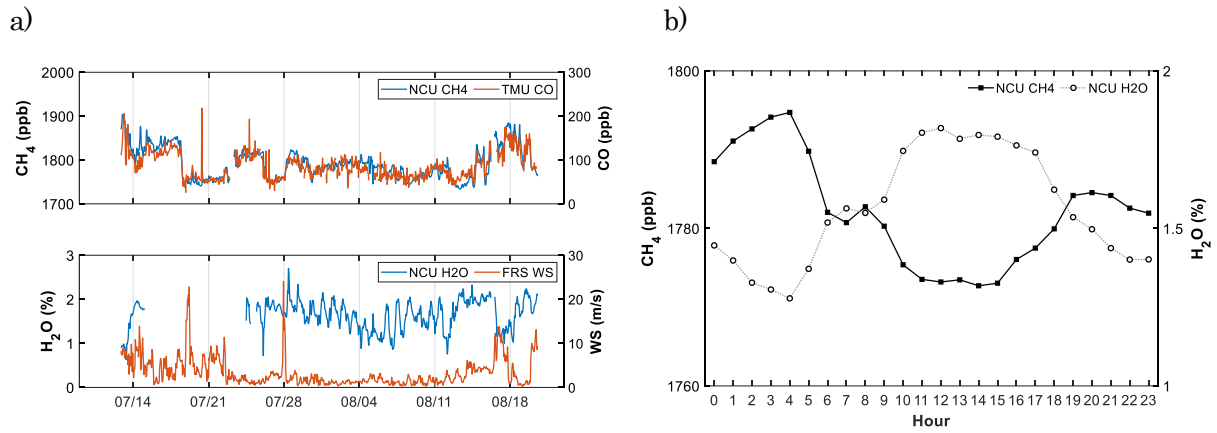 a)
2000
1900
1800
1700
CH4 (ppb)
NCU CH4 TMU CO
300
200
100
0
CO (ppb)
3
2
1
0
H2O (%)
NCU H2O FRS WS
30
20
10
0
WS (m/s)
07/14 07/21 07/28 08/04 08/11 08/18
b)
1800
1780
1760
CH4 (ppb)
NCU CH4 NCU H2O
2
1.5
1
H2O (%)
0 1 2 3 4 5 6 7 8 9 10 11 12 13 14 15 16 17 18 19 20 21 22 23
Hour